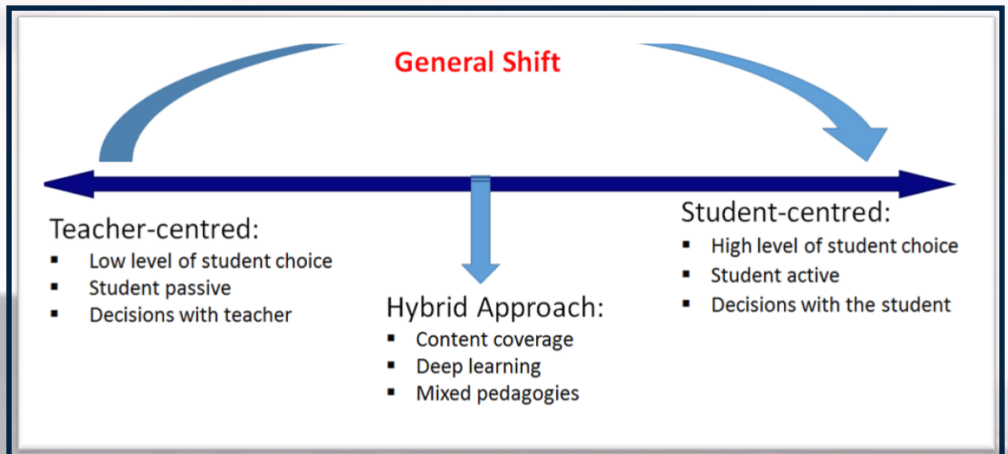 General Shift
Teacher-centred:
▪ Low level of student choice
▪ Student passive
▪ Decisions with teacher
Hybrid Approach:
▪ Content coverage
▪ Deep learning
▪ Mixed pedagogies
Student-centred:
▪ High level of student choice
▪ Student active
▪ Decisions with the student